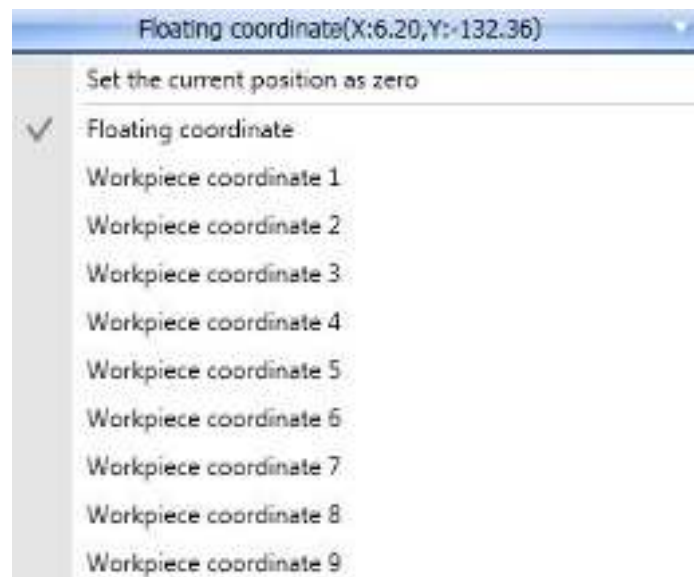 Floating coordinate(X:6.20,Y:-132.36)
Set the current position as zero
Floating coordinate
Workpiece coordinate 1
Workpiece coordinate 2
Workpiece coordinate 3
Workpiece coordinate 4
Workpiece coordinate 5
Workpiece coordinate 6
Workpiece coordinate 7
Workpiece coordinate 8
Workpiece coordinate 9